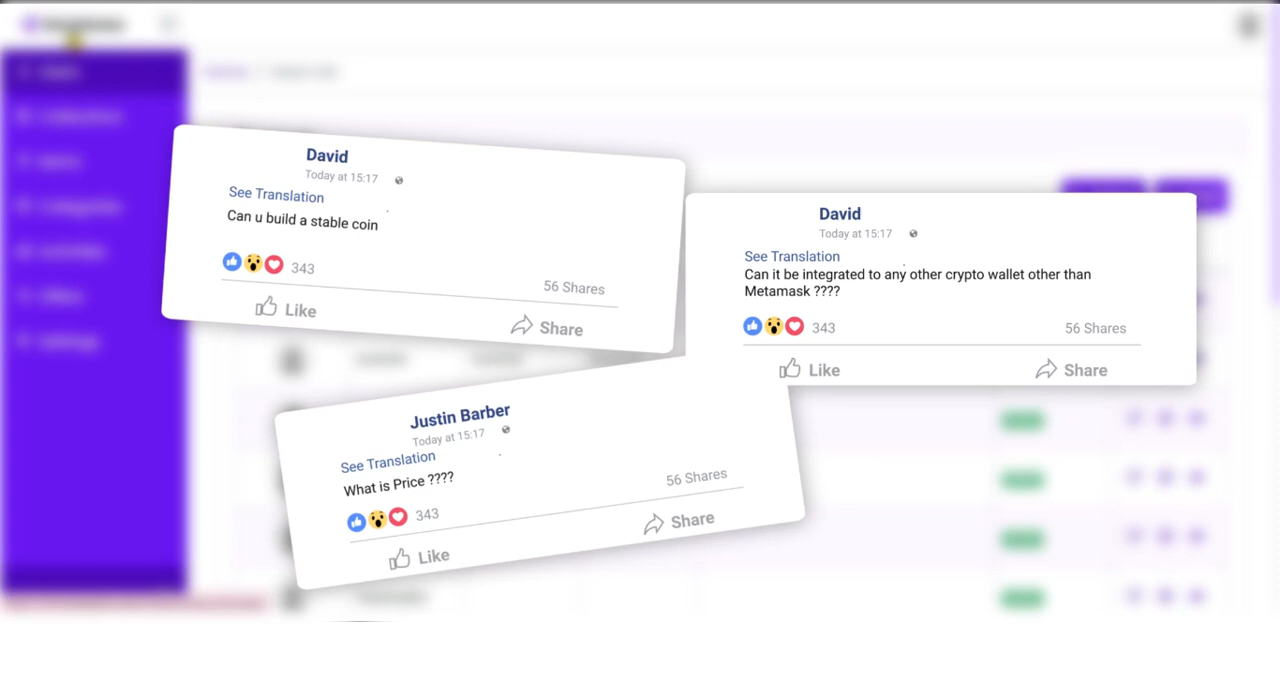 David
Today at 15:17
See Translation
Can u build a stable coin
343
56 Shares
Like
Share
David
Today at 15:17
See Translation
Can it be integrated to any other crypto wallet other than
Metamask ????
343
56 Shares
Like
Share
Justin Barber
Today at 15:17
See Translation
What is Price ????
343
56 Shares
Like
Share